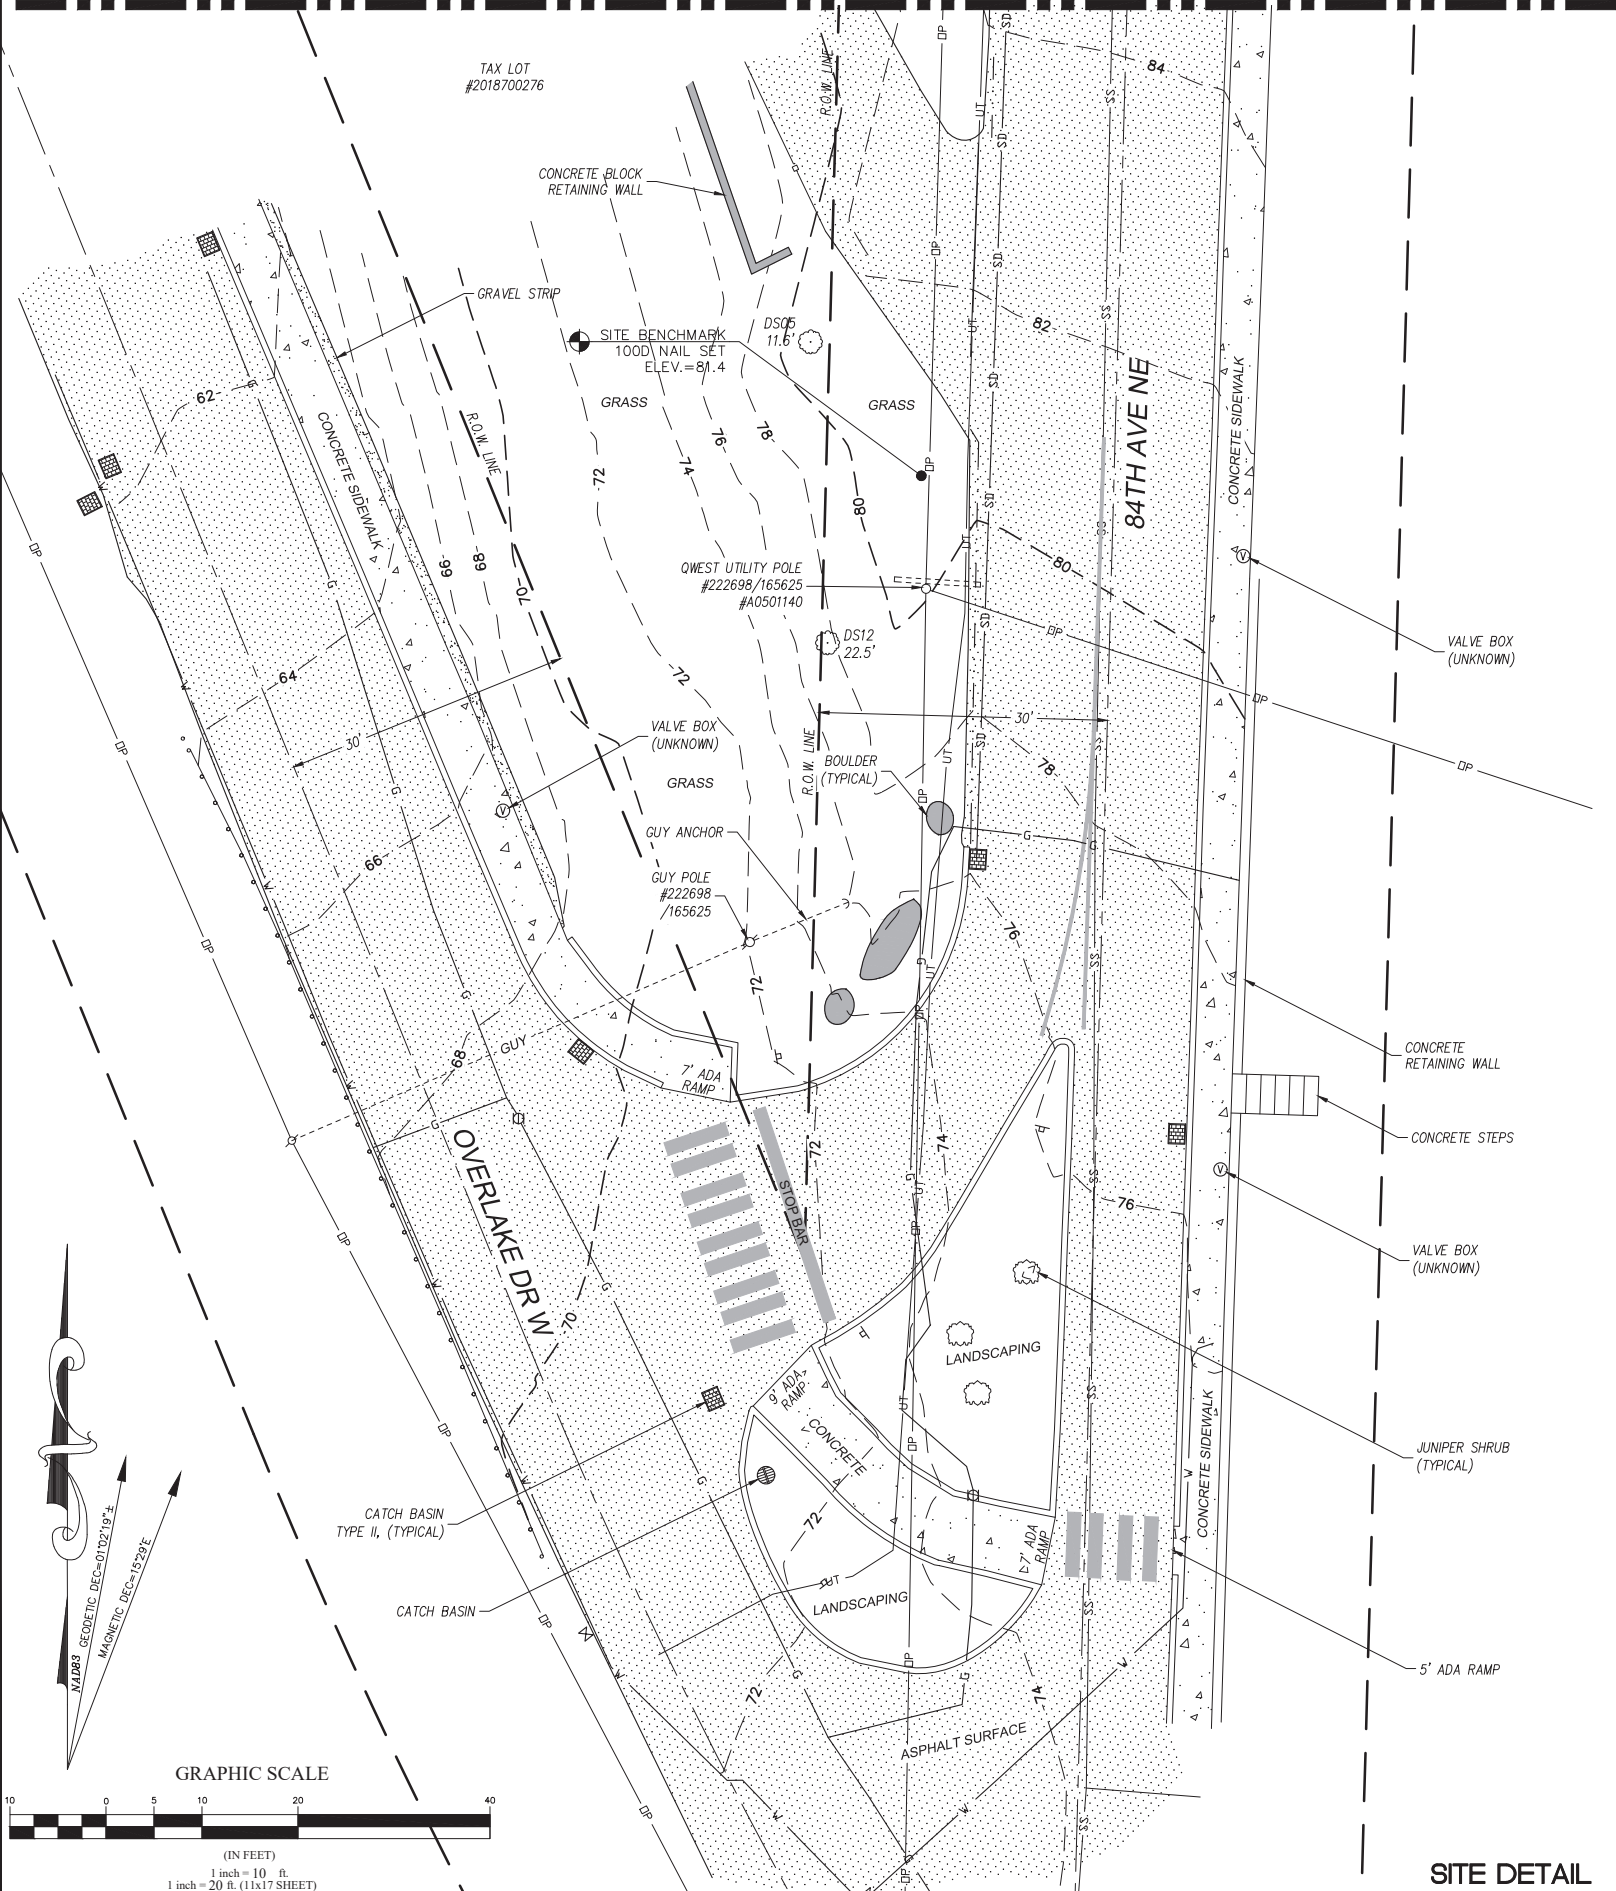 TAX LOT
#2018700276
R.O.W. LINE
84
CONCRETE BLOCK
RETAINING WALL
GRAVEL STRIP
SITE BENCHMARK
100D NAIL SET
ELEV.=81.4
DS05
11.6'
82
84TH AVE NE
CONCRETE SIDEWALK
GRASS
GRASS
62
CONCRETE SIDEWALK
R.O.W. LINE
66
68
70
72
74
76
78
80
80
QWEST UTILITY POLE
#222698/165625
#A0501140
DS12
22.5'
VALVE BOX
(UNKNOWN)
64
72
30'
30'
VALVE BOX
(UNKNOWN)
R.O.W. LINE
BOULDER
(TYPICAL)
78
GRASS
GUY ANCHOR
66
GUY POLE
#222698
/165625
76
72
GUY
68
7' ADA
RAMP
CONCRETE
RETAINING WALL
CONCRETE STEPS
OVERLAKE DR W
STOP BAR
72
74
76
VALVE BOX
(UNKNOWN)
70
LANDSCAPING
9' ADA
RAMP
CONCRETE
CONCRETE SIDEWALK
JUNIPER SHRUB
(TYPICAL)
CATCH BASIN
TYPE II, (TYPICAL)
72
7' ADA
RAMP
CATCH BASIN
LANDSCAPING
5' ADA RAMP
72
74
ASPHALT SURFACE
NAD83
GEODETIC DEC=01°02'19"±
MAGNETIC DEC=15°29'E
GRAPHIC SCALE
10 0 5 10 20 40
(IN FEET)
1 inch = 10 ft.
1 inch = 20 ft. (11x17 SHEET)
SITE DETAIL